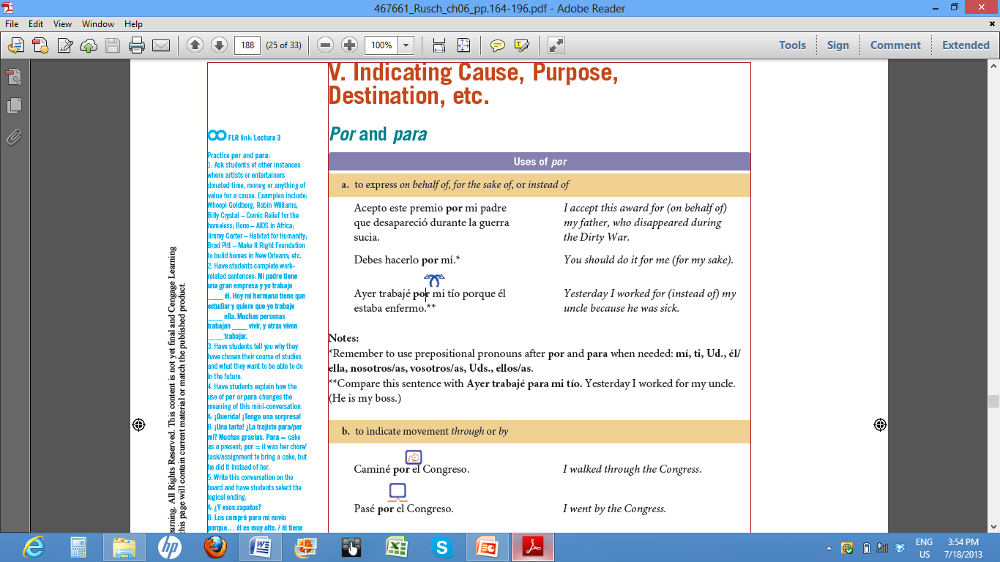 467661_Rusch_ch06_pp.164-196.pdf - Adobe Reader
File Edit View Window Help
188 (25 of 33) 100% Tools Sign Comment Extended
V. Indicating Cause, Purpose,
Destination, etc.
FLR link: Lectura 3
Practice por and para:
1. Ask students of other instances
where artists or entertainers
donated time, money, or anything of
value for a cause. Examples include:
Whoopi Goldberg, Robin Williams,
Billy Crystal – Comic Relief for the
homeless; Bono – AIDS in Africa;
Jimmy Carter – Habitat for Humanity;
Brad Pitt – Make It Right Foundation
to build homes in New Orleans; etc.
2. Have students complete work-
related sentences: Mi padre tiene
una gran empresa y yo trabajo
____ él. Hoy mi hermana tiene que
estudiar y quiere que yo trabaje
____ ella. Muchas personas
trabajan ____ vivir, y otras viven
____ trabajar.
3. Have students tell you why they
have chosen their course of studies
and what they want to be able to do
in the future.
4. Have students explain how the
use of por or para changes the
meaning of this mini-conversation.
A: ¡Querida! ¡Tengo una sorpresa!
B: ¡Una tarta! ¿La trajiste para/por
mí? Muchas gracias. Para = cake
as a present; por = it was her chore/
task/assignment to bring a cake, but
he did it instead of her.
5. Write this conversation on the
board and have students select the
logical ending.
A: ¿Y esos zapatos?
B: Los compré para mi novio
porque… él es muy alto. / él tiene
Por and para
Uses of por
a. to express on behalf of, for the sake of, or instead of
Acepto este premio por mi padre
que desapareció durante la guerra
sucia.
I accept this award for (on behalf of)
my father, who disappeared during
the Dirty War.
Debes hacerlo por mí.*
You should do it for me (for my sake).
Ayer trabajé por mi tío porque él
estaba enfermo.**
Yesterday I worked for (instead of) my
uncle because he was sick.
Notes:
*Remember to use prepositional pronouns after por and para when needed: mí, ti, Ud., él/
ella, nosotros/as, vosotros/as, Uds., ellos/as.
**Compare this sentence with Ayer trabajé para mi tío. Yesterday I worked for my uncle.
(He is my boss.)
b. to indicate movement through or by
Caminé por el Congreso.
I walked through the Congress.
Pasé por el Congreso.
I went by the Congress.
arning. All Rights Reserved. This content is not yet final and Cengage Learning
this page will contain current material or match the published product.
hp
ENG
US
3:54 PM
7/18/2013